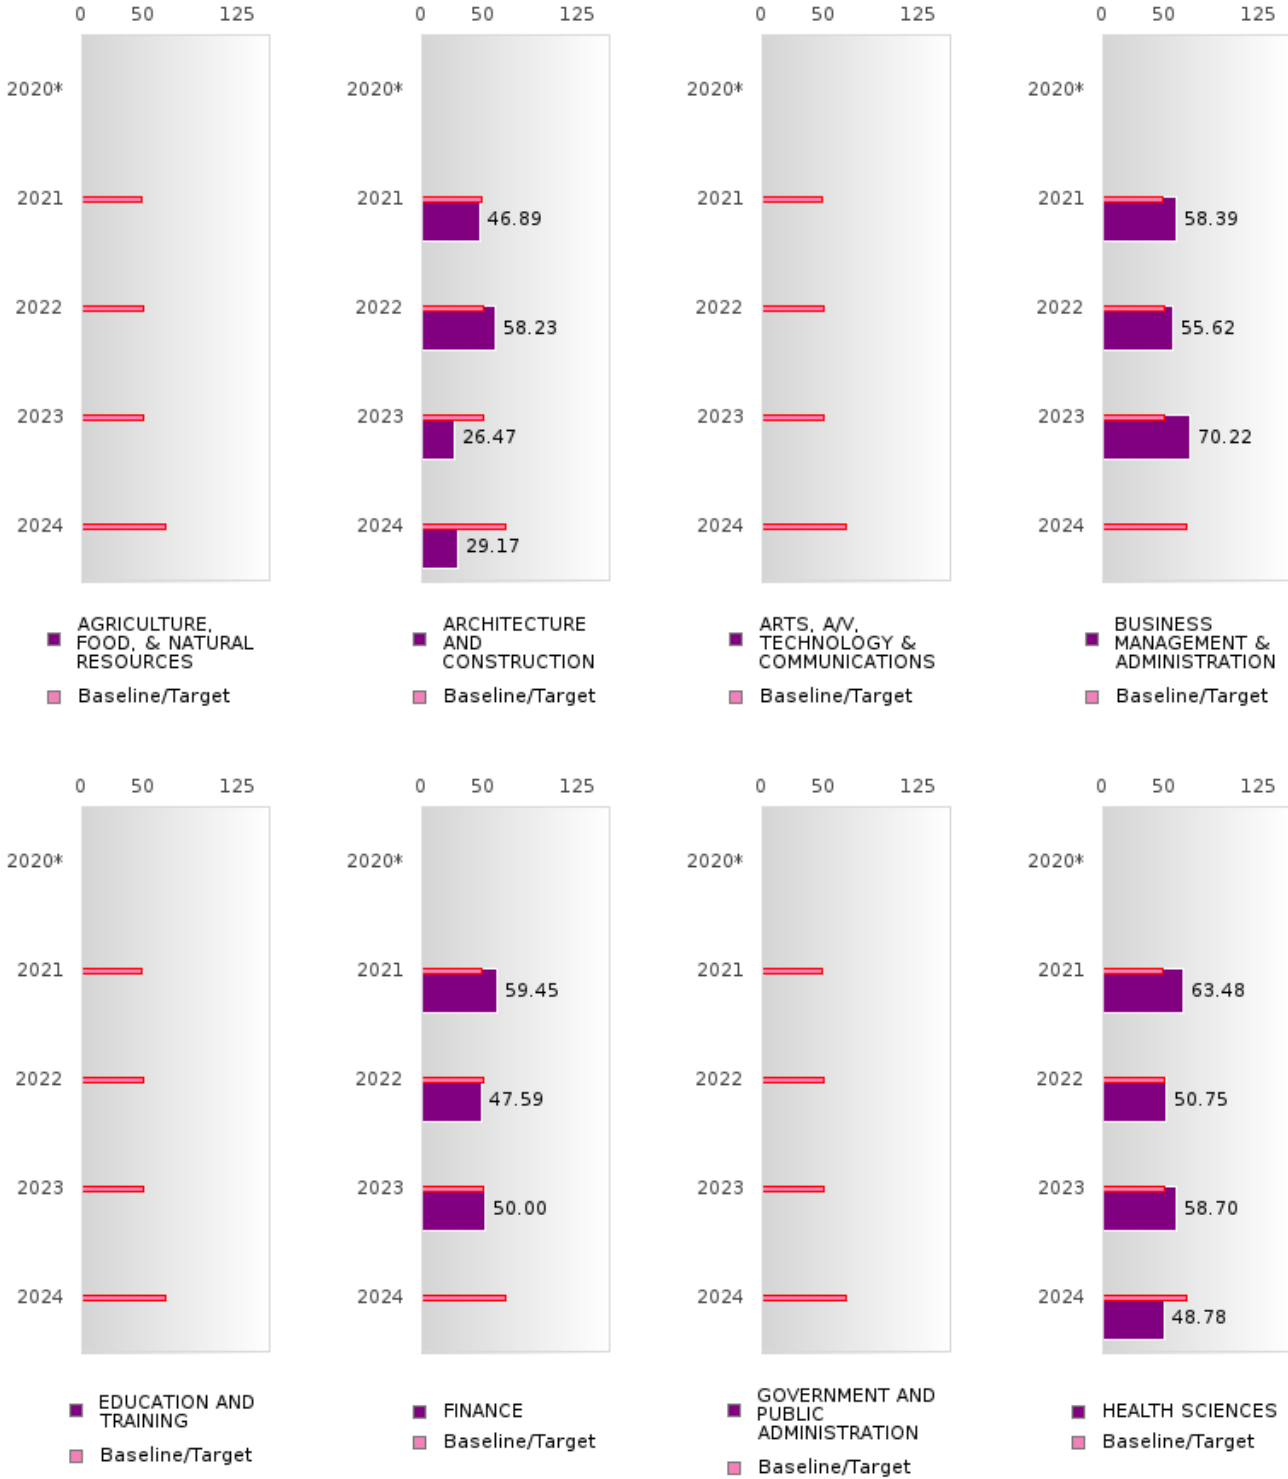 0 50 125
0 50 125
0 50 125
0 50 125
2020*
2020*
2020*
2020*
2021
2021
46.89
2021
2021
58.39
2022
2022
58.23
2022
2022
55.62
2023
2023
26.47
2023
2023
70.22
2024
2024
29.17
2024
2024
AGRICULTURE,
FOOD, & NATURAL
RESOURCES
Baseline/Target
ARCHITECTURE
AND
CONSTRUCTION
Baseline/Target
ARTS, A/V,
TECHNOLOGY &
COMMUNICATIONS
Baseline/Target
BUSINESS
MANAGEMENT &
ADMINISTRATION
Baseline/Target
0 50 125
0 50 125
0 50 125
0 50 125
2020*
2020*
2020*
2020*
2021
2021
59.45
2021
2021
63.48
2022
2022
47.59
2022
2022
50.75
2023
2023
50.00
2023
2023
58.70
2024
2024
2024
2024
48.78
EDUCATION AND
TRAINING
Baseline/Target
FINANCE
Baseline/Target
GOVERNMENT AND
PUBLIC
ADMINISTRATION
Baseline/Target
HEALTH SCIENCES
Baseline/Target